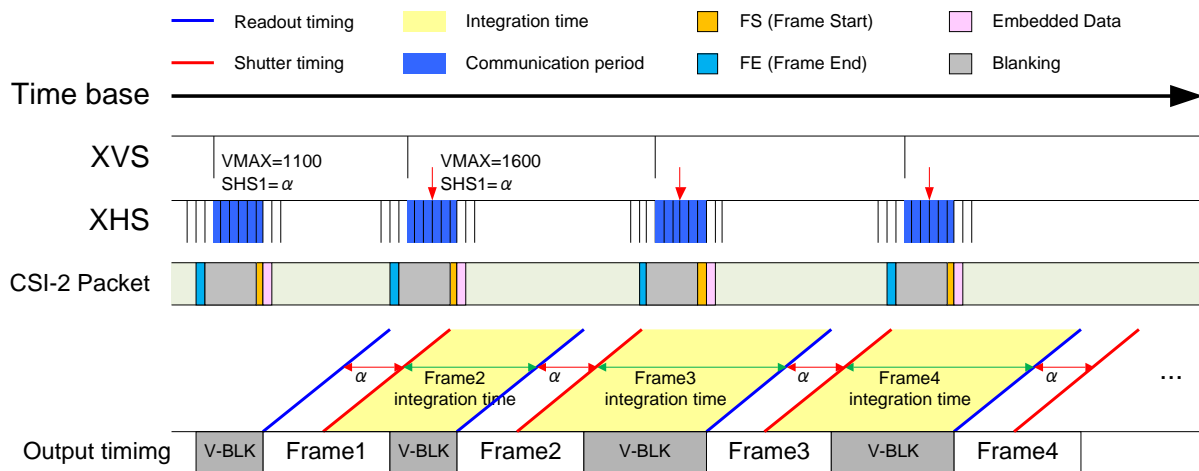 Readout timing
Integration time
FS (Frame Start)
Embedded Data
Shutter timing
Communication period
FE (Frame End)
Blanking
Time base
XVS
VMAX=1100
SHS1=α
VMAX=1600
SHS1=α
XHS
CSI-2 Packet
α
Frame2
integration time
α
Frame3
integration time
α
Frame4
integration time
α
...
Output timimg
V-BLK
Frame1
V-BLK
Frame2
V-BLK
Frame3
V-BLK
Frame4